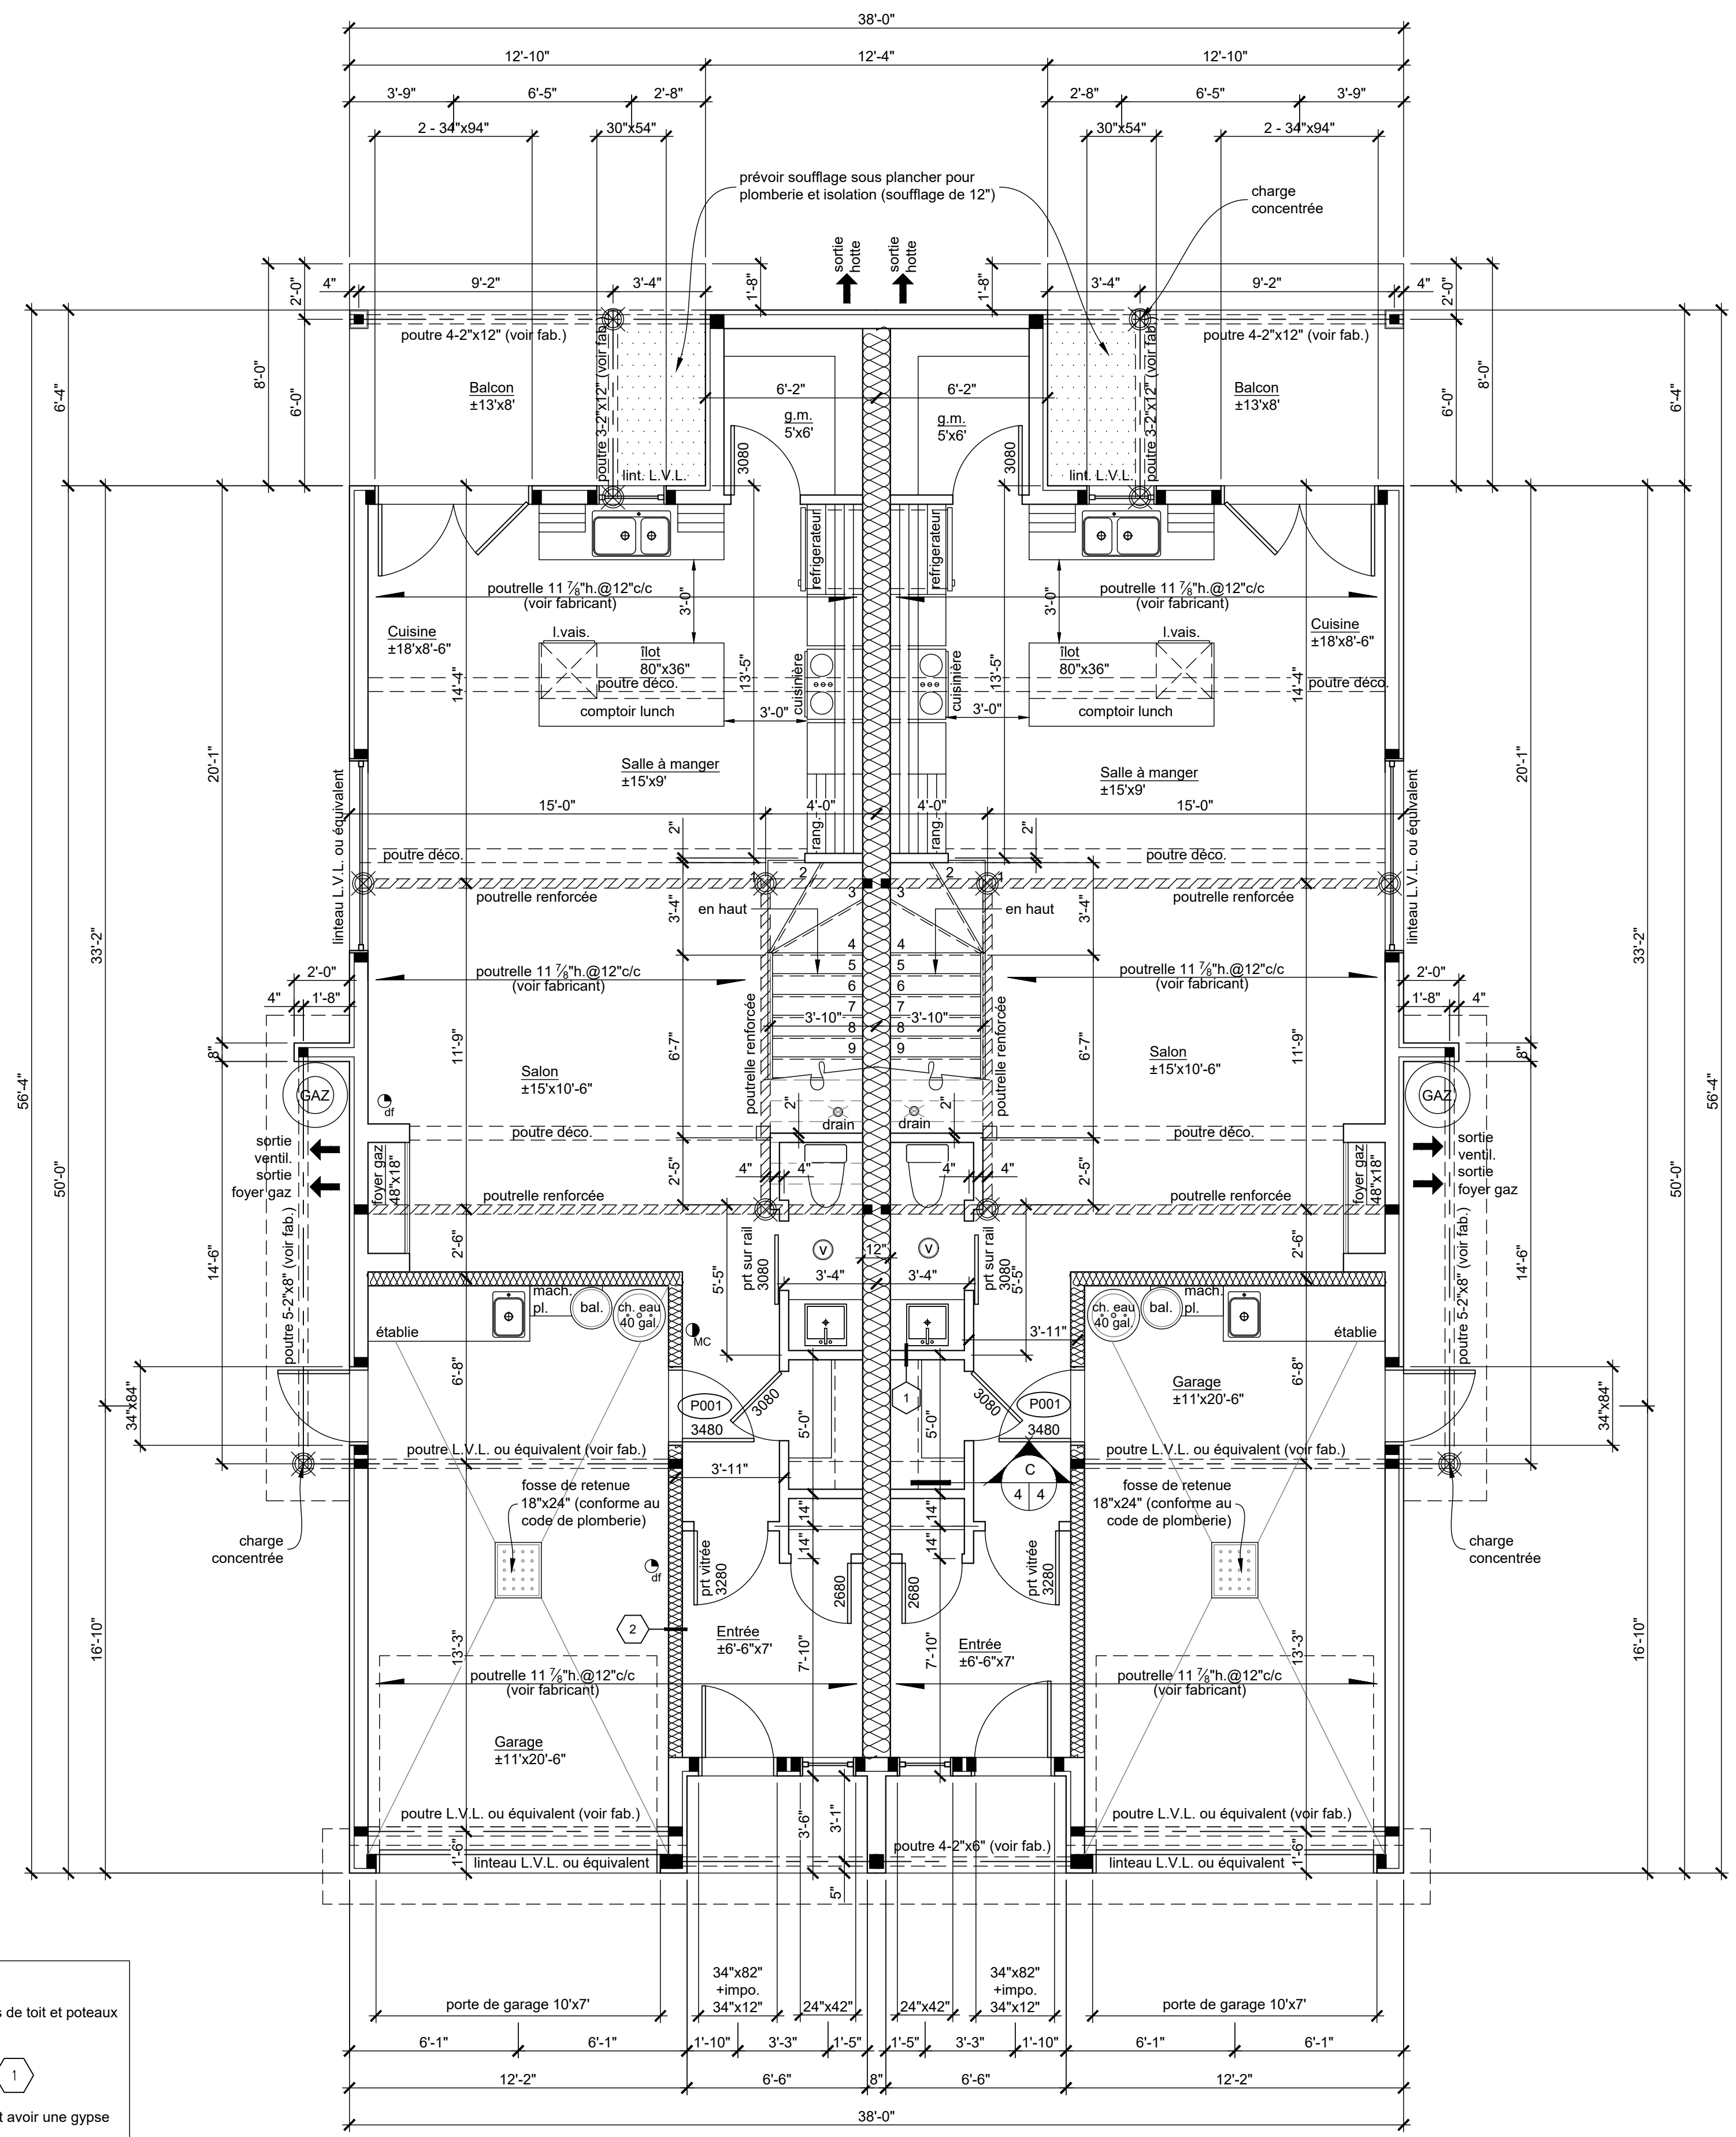 38'-0"
12'-10"
12'-4"
12'-10"
3'-9"
6'-5"
2'-8"
2'-8"
6'-5"
3'-9"
2 - 34"x94"
30"x54"
30"x54"
2 - 34"x94"
prévoir soufflage sous plancher pour
plomberie et isolation (soufflage de 12")
charge
concentrée
sortie
hotte
sortie
hotte
2'-0"
4"
9'-2"
3'-4"
1'-8"
1'-8"
3'-4"
9'-2"
4"
2'-0"
poutre 4-2"x12" (voir fab.)
poutre 4-2"x12" (voir fab.)
poutre 3-2"x12" (voir fab.)
poutre 3-2"x12" (voir fab.)
6'-4"
8'-0"
6'-0"
Balcon
±13'x8'
6'-2"
6'-2"
g.m.
5'x6'
g.m.
5'x6'
Balcon
±13'x8'
6'-0"
8'-0"
6'-4"
3080
3080
lint. L.V.L.
lint. L.V.L.
refrigerateur
refrigerateur
poutrelle 11 ⅞"h.@12"c/c
(voir fabricant)
poutrelle 11 ⅞"h.@12"c/c
(voir fabricant)
3'-0"
3'-0"
Cuisine
±18'x8'-6"
Cuisine
±18'x8'-6"
l.vais.
îlot
80"x36"
l.vais.
îlot
80"x36"
poutre déco.
poutre déco.
comptoir lunch
comptoir lunch
14'-4"
13'-5"
cuisinière
cuisinière
13'-5"
14'-4"
3'-0"
3'-0"
20'-1"
20'-1"
Salle à manger
±15'x9'
Salle à manger
±15'x9'
15'-0"
4'-0"
4'-0"
15'-0"
linteau L.V.L. ou équivalent
linteau L.V.L. ou équivalent
rang.
rang.
2"
2"
poutre déco.
poutre déco.
poutrelle renforcée
poutrelle renforcée
1
2
3
3
2
1
en haut
en haut
3'-4"
3'-4"
33'-2"
33'-2"
4
4
5
5
6
6
7
7
8
8
9
9
3'-10"
3'-10"
poutrelle 11 ⅞"h.@12"c/c
(voir fabricant)
poutrelle 11 ⅞"h.@12"c/c
(voir fabricant)
2'-0"
4"
1'-8"
2'-0"
1'-8"
4"
poutrelle renforcée
poutrelle renforcée
11'-9"
6'-7"
6'-7"
11'-9"
8"
8"
56'-4"
56'-4"
50'-0"
50'-0"
Salon
±15'x10'-6"
Salon
±15'x10'-6"
GAZ
GAZ
df
2"
2"
drain
drain
poutre déco.
poutre déco.
sortie
ventil.
sortie
foyer gaz
sortie
ventil.
sortie
foyer gaz
foyer gaz
48"x18"
foyer gaz
48"x18"
4"
4"
4"
4"
2'-5"
2'-5"
poutrelle renforcée
poutrelle renforcée
14'-6"
14'-6"
poutre 5-2"x8" (voir fab.)
poutre 5-2"x8" (voir fab.)
2'-6"
2'-6"
5'-5"
5'-5"
prt sur rail
3080
prt sur rail
3080
V
V
12"
3'-4"
3'-4"
mach.
pl.
bal.
ch. eau
40 gal.
ch. eau
40 gal.
bal.
mach.
pl.
établie
établie
MC
3'-11"
6'-8"
6'-8"
34"x84"
34"x84"
P001
3480
3080
1
3080
P001
3480
5'-0"
5'-0"
Garage
±11'x20'-6"
poutre L.V.L. ou équivalent (voir fab.)
poutre L.V.L. ou équivalent (voir fab.)
3'-11"
C
4
4
fosse de retenue
18"x24" (conforme au
code de plomberie)
fosse de retenue
18"x24" (conforme au
code de plomberie)
14"
14"
14"
14"
charge
concentrée
charge
concentrée
df
prt vitrée
3280
2680
2680
prt vitrée
3280
2
Entrée
±6'-6"x7'
Entrée
±6'-6"x7'
16'-10"
16'-10"
13'-3"
7'-10"
7'-10"
13'-3"
poutrelle 11 ⅞"h.@12"c/c
(voir fabricant)
poutrelle 11 ⅞"h.@12"c/c
(voir fabricant)
Garage
±11'x20'-6"
poutre L.V.L. ou équivalent (voir fab.)
poutre L.V.L. ou équivalent (voir fab.)
3'-6"
3'-1"
poutre 4-2"x6" (voir fab.)
1'-6"
1'-6"
linteau L.V.L. ou équivalent
linteau L.V.L. ou équivalent
5"
34"x82"
+impo.
34"x12"
34"x82"
+impo.
34"x12"
porte de garage 10'x7'
24"x42"
24"x42"
porte de garage 10'x7'
6'-1"
6'-1"
1'-10"
3'-3"
1'-5"
1'-5"
3'-3"
1'-10"
6'-1"
6'-1"
12'-2"
6'-6"
8"
6'-6"
12'-2"
38'-0"
de toit et poteaux
1
avoir une gypse